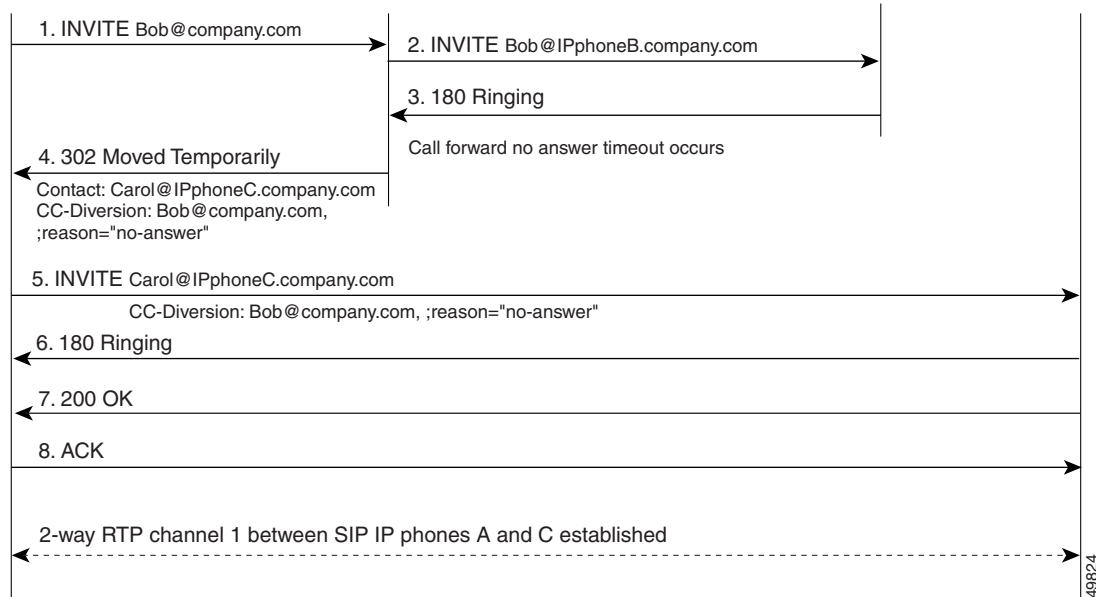 1. INVITE Bob@company.com
2. INVITE Bob@IPphoneB.company.com
3. 180 Ringing
Call forward no answer timeout occurs
4. 302 Moved Temporarily
Contact: Carol@IPphoneC.company.com
CC-Diversion: Bob@company.com,
;reason="no-answer"
5. INVITE Carol@IPphoneC.company.com
CC-Diversion: Bob@company.com, ;reason="no-answer"
6. 180 Ringing
7. 200 OK
8. ACK
2-way RTP channel 1 between SIP IP phones A and C established
49824